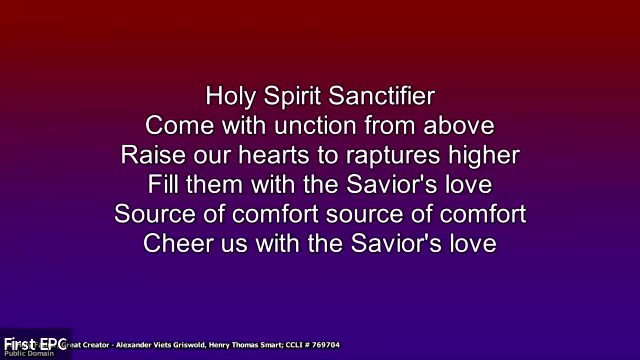 Holy Spirit Sanctifier
Come with unction from above
Raise our hearts to raptures higher
Fill them with the Savior's love
Source of comfort source of comfort
Cheer us with the Savior's love
First EPC
Great Creator - Alexander Viets Griswold, Henry Thomas Smart; CCLI # 769704
Public Domain